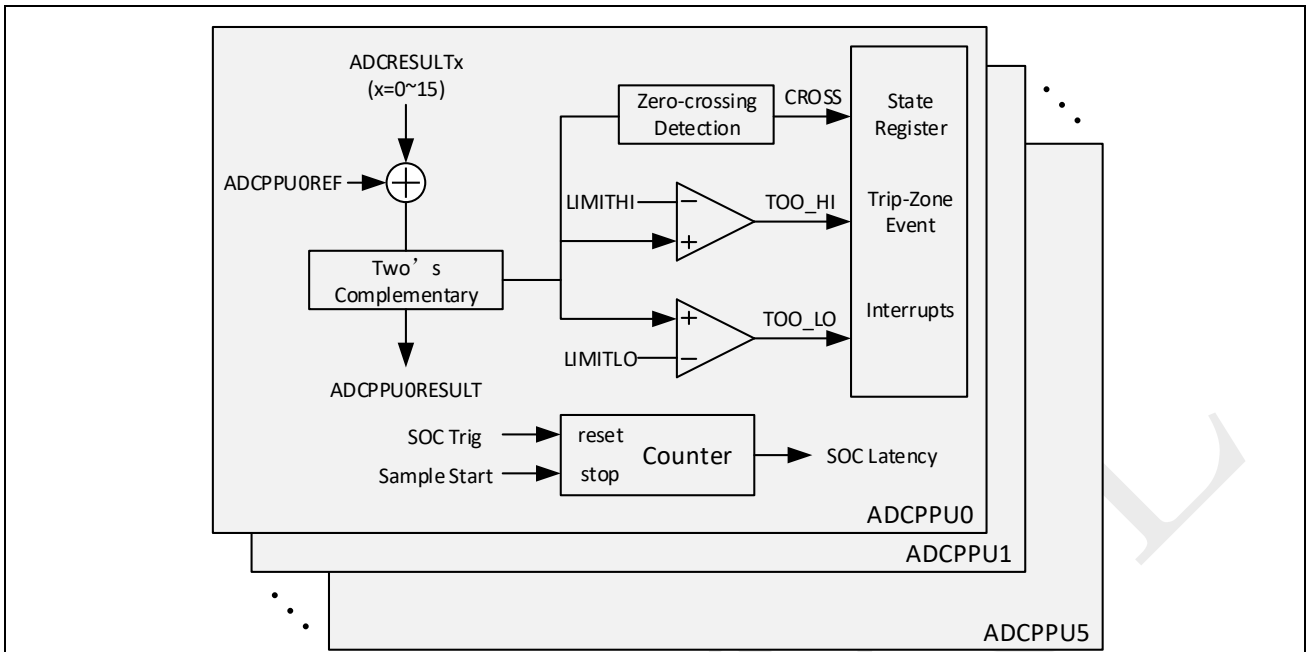 ADCRESULTx
(x=0~15)
ADCPPU0REF
Two's
Complementary
ADCPPU0RESULT
Zero-crossing
Detection
CROSS
LIMITHI
−
+
TOO_HI
+
LIMITLO
−
TOO_LO
State
Register
Trip-Zone
Event
Interrupts
SOC Trig
Sample Start
reset
stop
Counter
SOC Latency
ADCPPU0
ADCPPU1
ADCPPU5
L